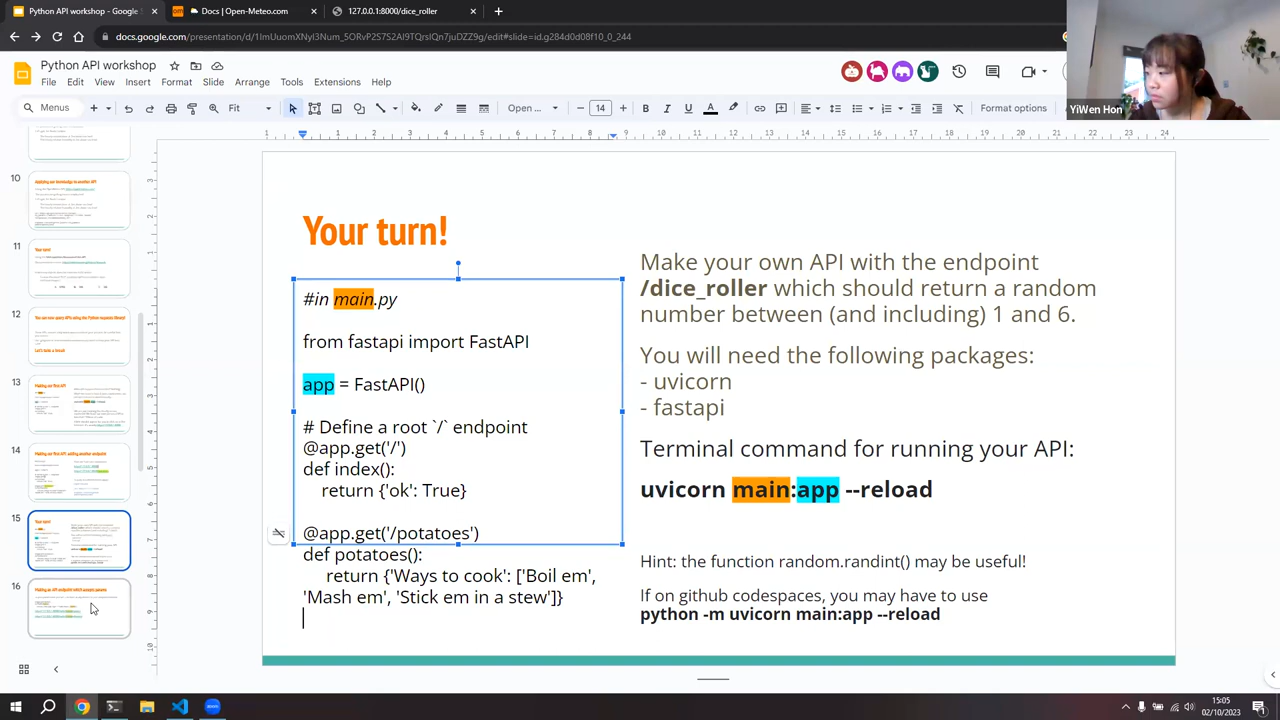 Python API workshop - Google S
Docs | Open-Meteo.com
127.0.0.1:8000/dice_roller
docs.google.com/presentation/d/1ImUuomXNyI3Num_5ORvP2S7S2AI9TQrslQn7juDZZ9g/edit#slide=id.g284d0d08f10_0_244
Python API workshop
File Edit View Insert Format Slide Arrange Tools Extensions Help
Menus
Fit
Open ...
14
Format options
YiWen Hon
10
11
12
13
14
15
16
Your turn!
#in main.py
from fastapi import FastAPI
app = FastAPI()
# Define a root `/` endpoint
@app.get('/')
def index():
return {'ok': True}
@app.get('/potatoes')
def potatoes():
return {'Ways to cook': ['Boil em',
'Mash em', 'Stick em in a stew']}
Make your own API with the endpoint
/dice_roller which should return a random
number between (and including) 1 and 6.
You will need the following packages:
- uvicorn
- fastapi
Terminal command for running your API:
uvicorn main:app --reload
Hint: the function random.randint() may be useful!
If on github codespaces, you may have to use
python -m uvicorn main:app --reload
15:05
02/10/2023